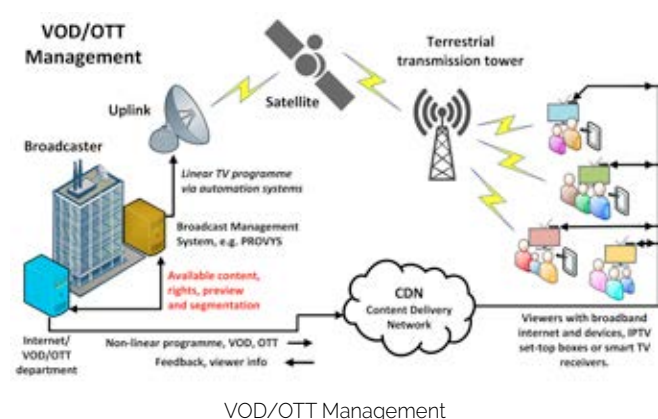 VOD/OTT
Management
Uplink
Satellite
Terrestrial
transmission tower
Broadcaster
Linear TV programme
via automation systems
Broadcast Management
System, e.g. PROVYS
Available content,
rights, preview
and segmentation
Internet/
VOD/OTT
department
Non-linear programme, VOD, OTT
Feedback, viewer info
CDN
Content Delivery
Network
Viewers with broadband
internet and devices, IPTV
set-top boxes or smart TV
receivers.
VOD/OTT Management